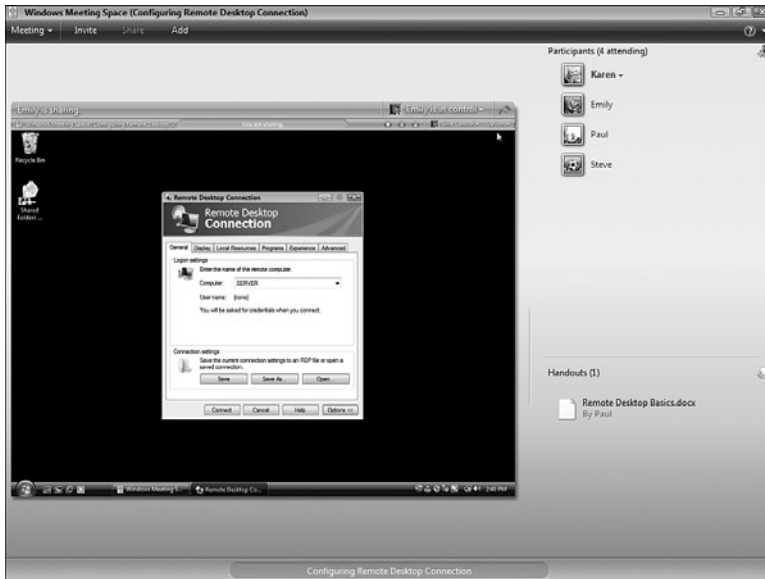 Windows Meeting Space (Configuring Remote Desktop Connection)
Meeting Invite Share Add
Participants (4 attending)
Karen
Emily
Paul
Steve
Emily is sharing
Emily is in control
You are sharing
Recycle Bin
Shared
Folders ...
Remote Desktop Connection
Remote Desktop
Connection
General Display Local Resources Programs Experience Advanced
Logon settings
Enter the name of the remote computer.
Computer: SERVER
User name: (none)
You will be asked for credentials when you connect.
Connection settings
Save the current connection settings to an RDP file or open a
saved connection.
Save Save As... Open...
Connect Cancel Help Options <<
Handouts (1)
Remote Desktop Basics.docx
By Paul
Windows Meeting S... Remote Desktop Co... 2:40 PM
Configuring Remote Desktop Connection